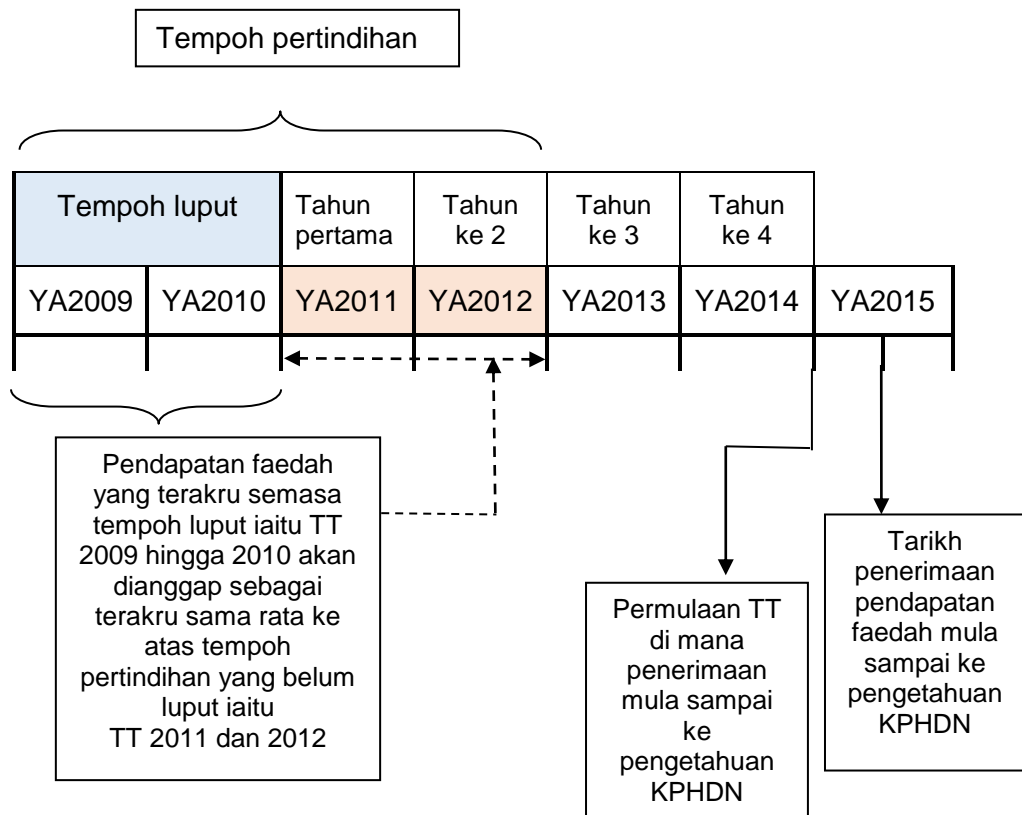 Tempoh pertindihan
Tempoh luput
Tahun
pertama
Tahun
ke 2
Tahun
ke 3
Tahun
ke 4
YA2009
YA2010
YA2011
YA2012
YA2013
YA2014
YA2015
Pendapatan faedah
yang terakru semasa
tempoh luput iaitu TT
2009 hingga 2010 akan
dianggap sebagai
terakru sama rata ke
atas tempoh
pertindihan yang belum
luput iaitu
TT 2011 dan 2012
Permulaan TT
di mana
penerimaan
mula sampai
ke
pengetahuan
KPHDN
Tarikh
penerimaan
pendapatan
faedah mula
sampai ke
pengetahuan
KPHDN